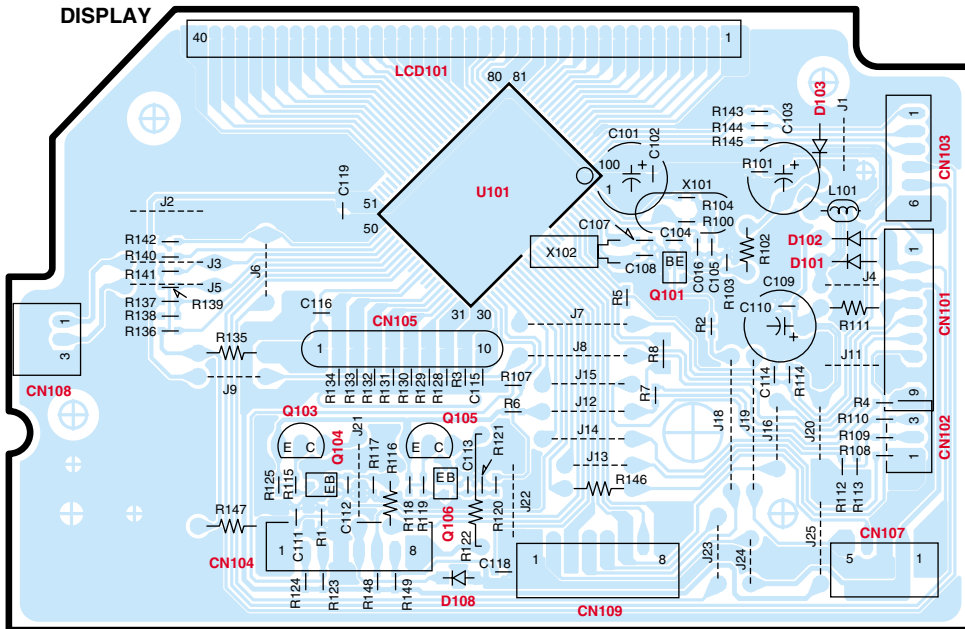 DISPLAY
40
1
LCD101
80
81
U101
100
1
51
50
31
30
C119
C101
C102
R143
R144
R145
C103
D103
J1
CN103
1
6
R101
L101
X101
R104
R100
C107
C104
X102
C108
BE
Q101
C016
C105
R103
R102
D102
D101
J4
CN101
1
9
J2
R142
R140
J3
R141
J5
R139
R137
R138
R136
J6
CN108
1
3
C116
CN105
1
10
R135
J9
R134
R133
R132
R131
R130
R129
R128
R3
C115
R107
R6
R5
J7
J8
R8
J15
R7
J12
J14
J13
R146
R2
C109
C110
R111
J11
C114
R114
J18
J19
J16
J20
R4
R110
R109
R108
3
1
CN102
R112
R113
Q103
E C
Q104
J21
R117
R116
Q105
E C
C113
R121
R125
R115
EB
C112
R118
R119
EB
Q106
R122
R120
J22
R147
C111
R1
CN104
1
8
R124
R123
R148
R149
D108
C118
1
8
CN109
J23
J24
J25
CN107
5
1